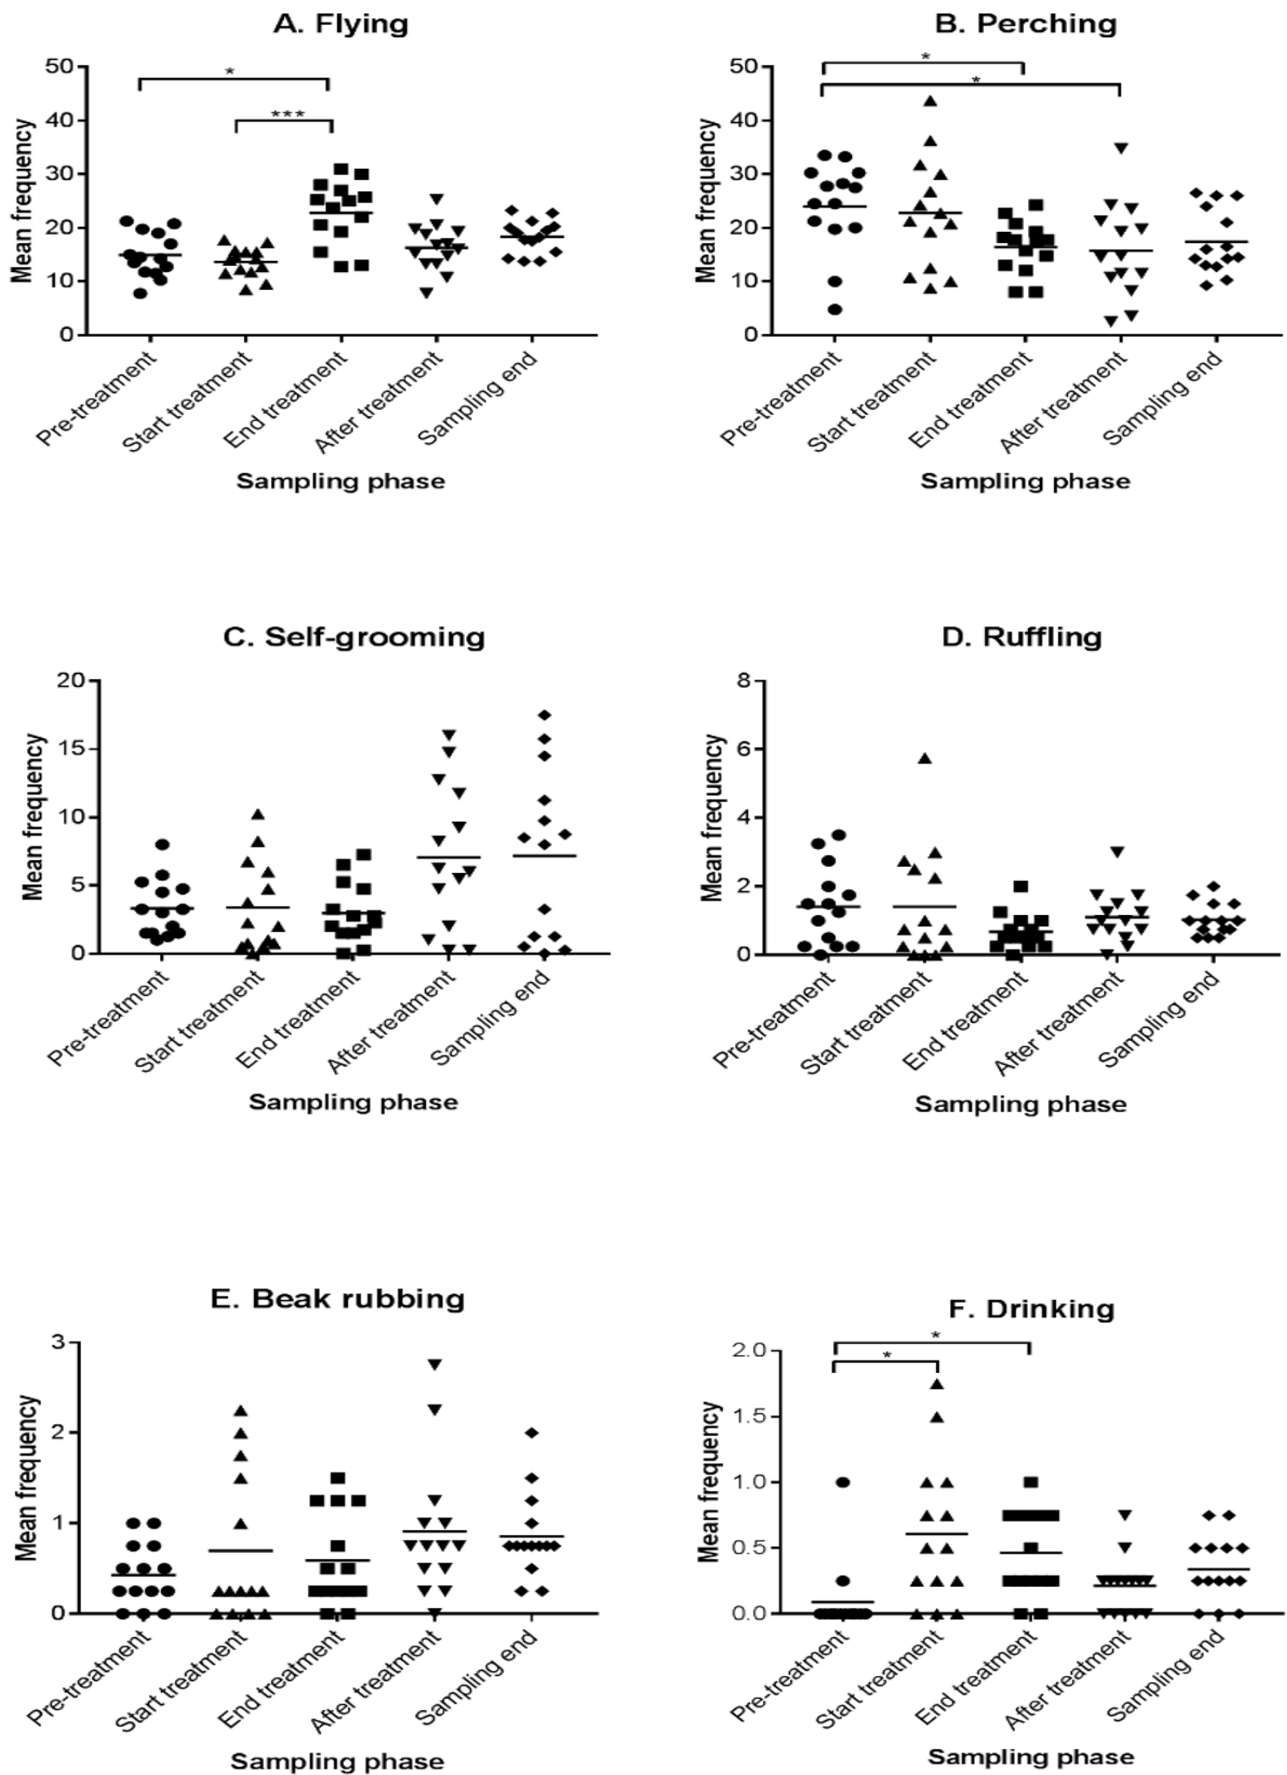 A. Flying
*
***
Mean frequency
50
40
30
20
10
0
Pre-treatment
Start treatment
End treatment
After treatment
Sampling end
Sampling phase
B. Perching
*
*
Mean frequency
50
40
30
20
10
0
Pre-treatment
Start treatment
End treatment
After treatment
Sampling end
Sampling phase
C. Self-grooming
Mean frequency
20
15
10
5
0
Pre-treatment
Start treatment
End treatment
After treatment
Sampling end
Sampling phase
D. Ruffling
Mean frequency
8
6
4
2
0
Pre-treatment
Start treatment
End treatment
After treatment
Sampling end
Sampling phase
E. Beak rubbing
Mean frequency
3
2
1
0
Pre-treatment
Start treatment
End treatment
After treatment
Sampling end
Sampling phase
F. Drinking
*
*
Mean frequency
2.0
1.5
1.0
0.5
0.0
Pre-treatment
Start treatment
End treatment
After treatment
Sampling end
Sampling phase